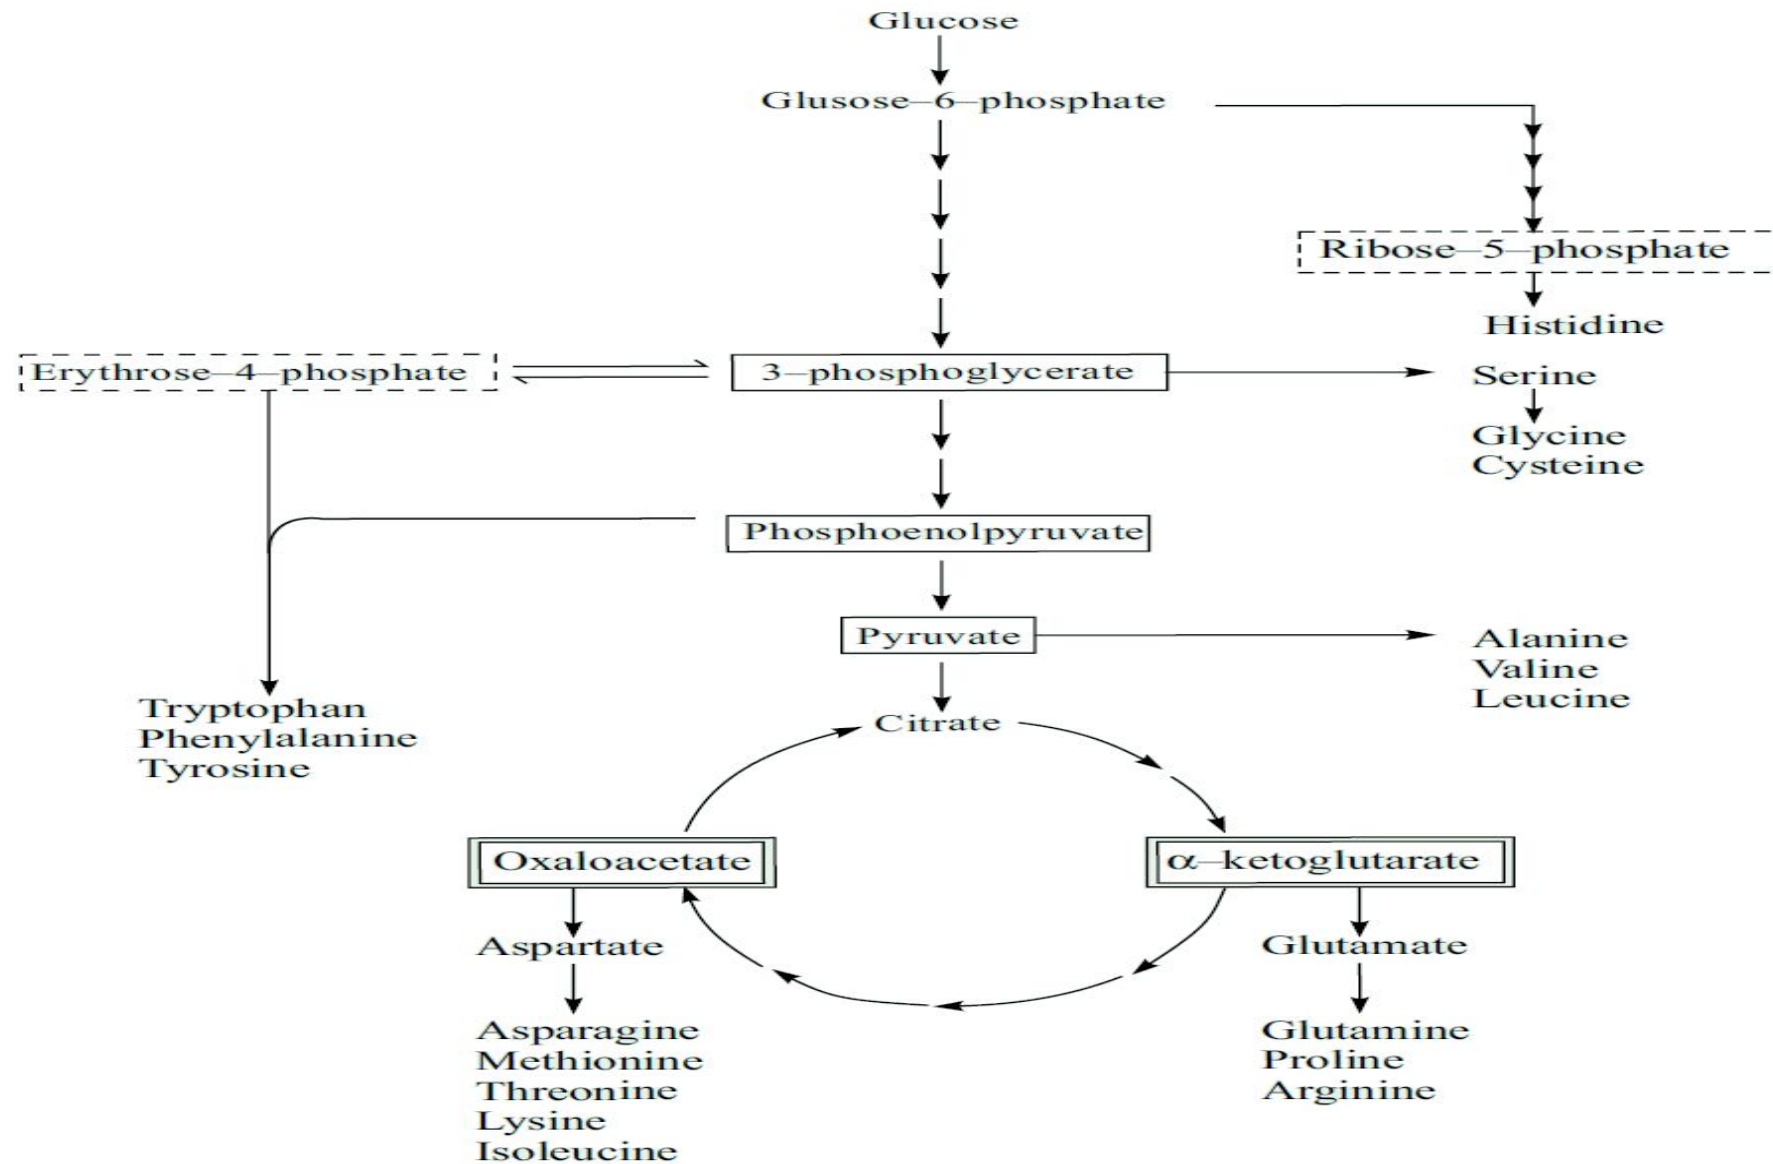 Glucose
Glusose–6–phosphate
Ribose–5–phosphate
Histidine
Erythrose–4–phosphate
3–phosphoglycerate
Serine
Glycine
Cysteine
Phosphoenolpyruvate
Pyruvate
Alanine
Valine
Leucine
Tryptophan
Phenylalanine
Tyrosine
Citrate
Oxaloacetate
α–ketoglutarate
Aspartate
Glutamate
Asparagine
Methionine
Threonine
Lysine
Isoleucine
Glutamine
Proline
Arginine